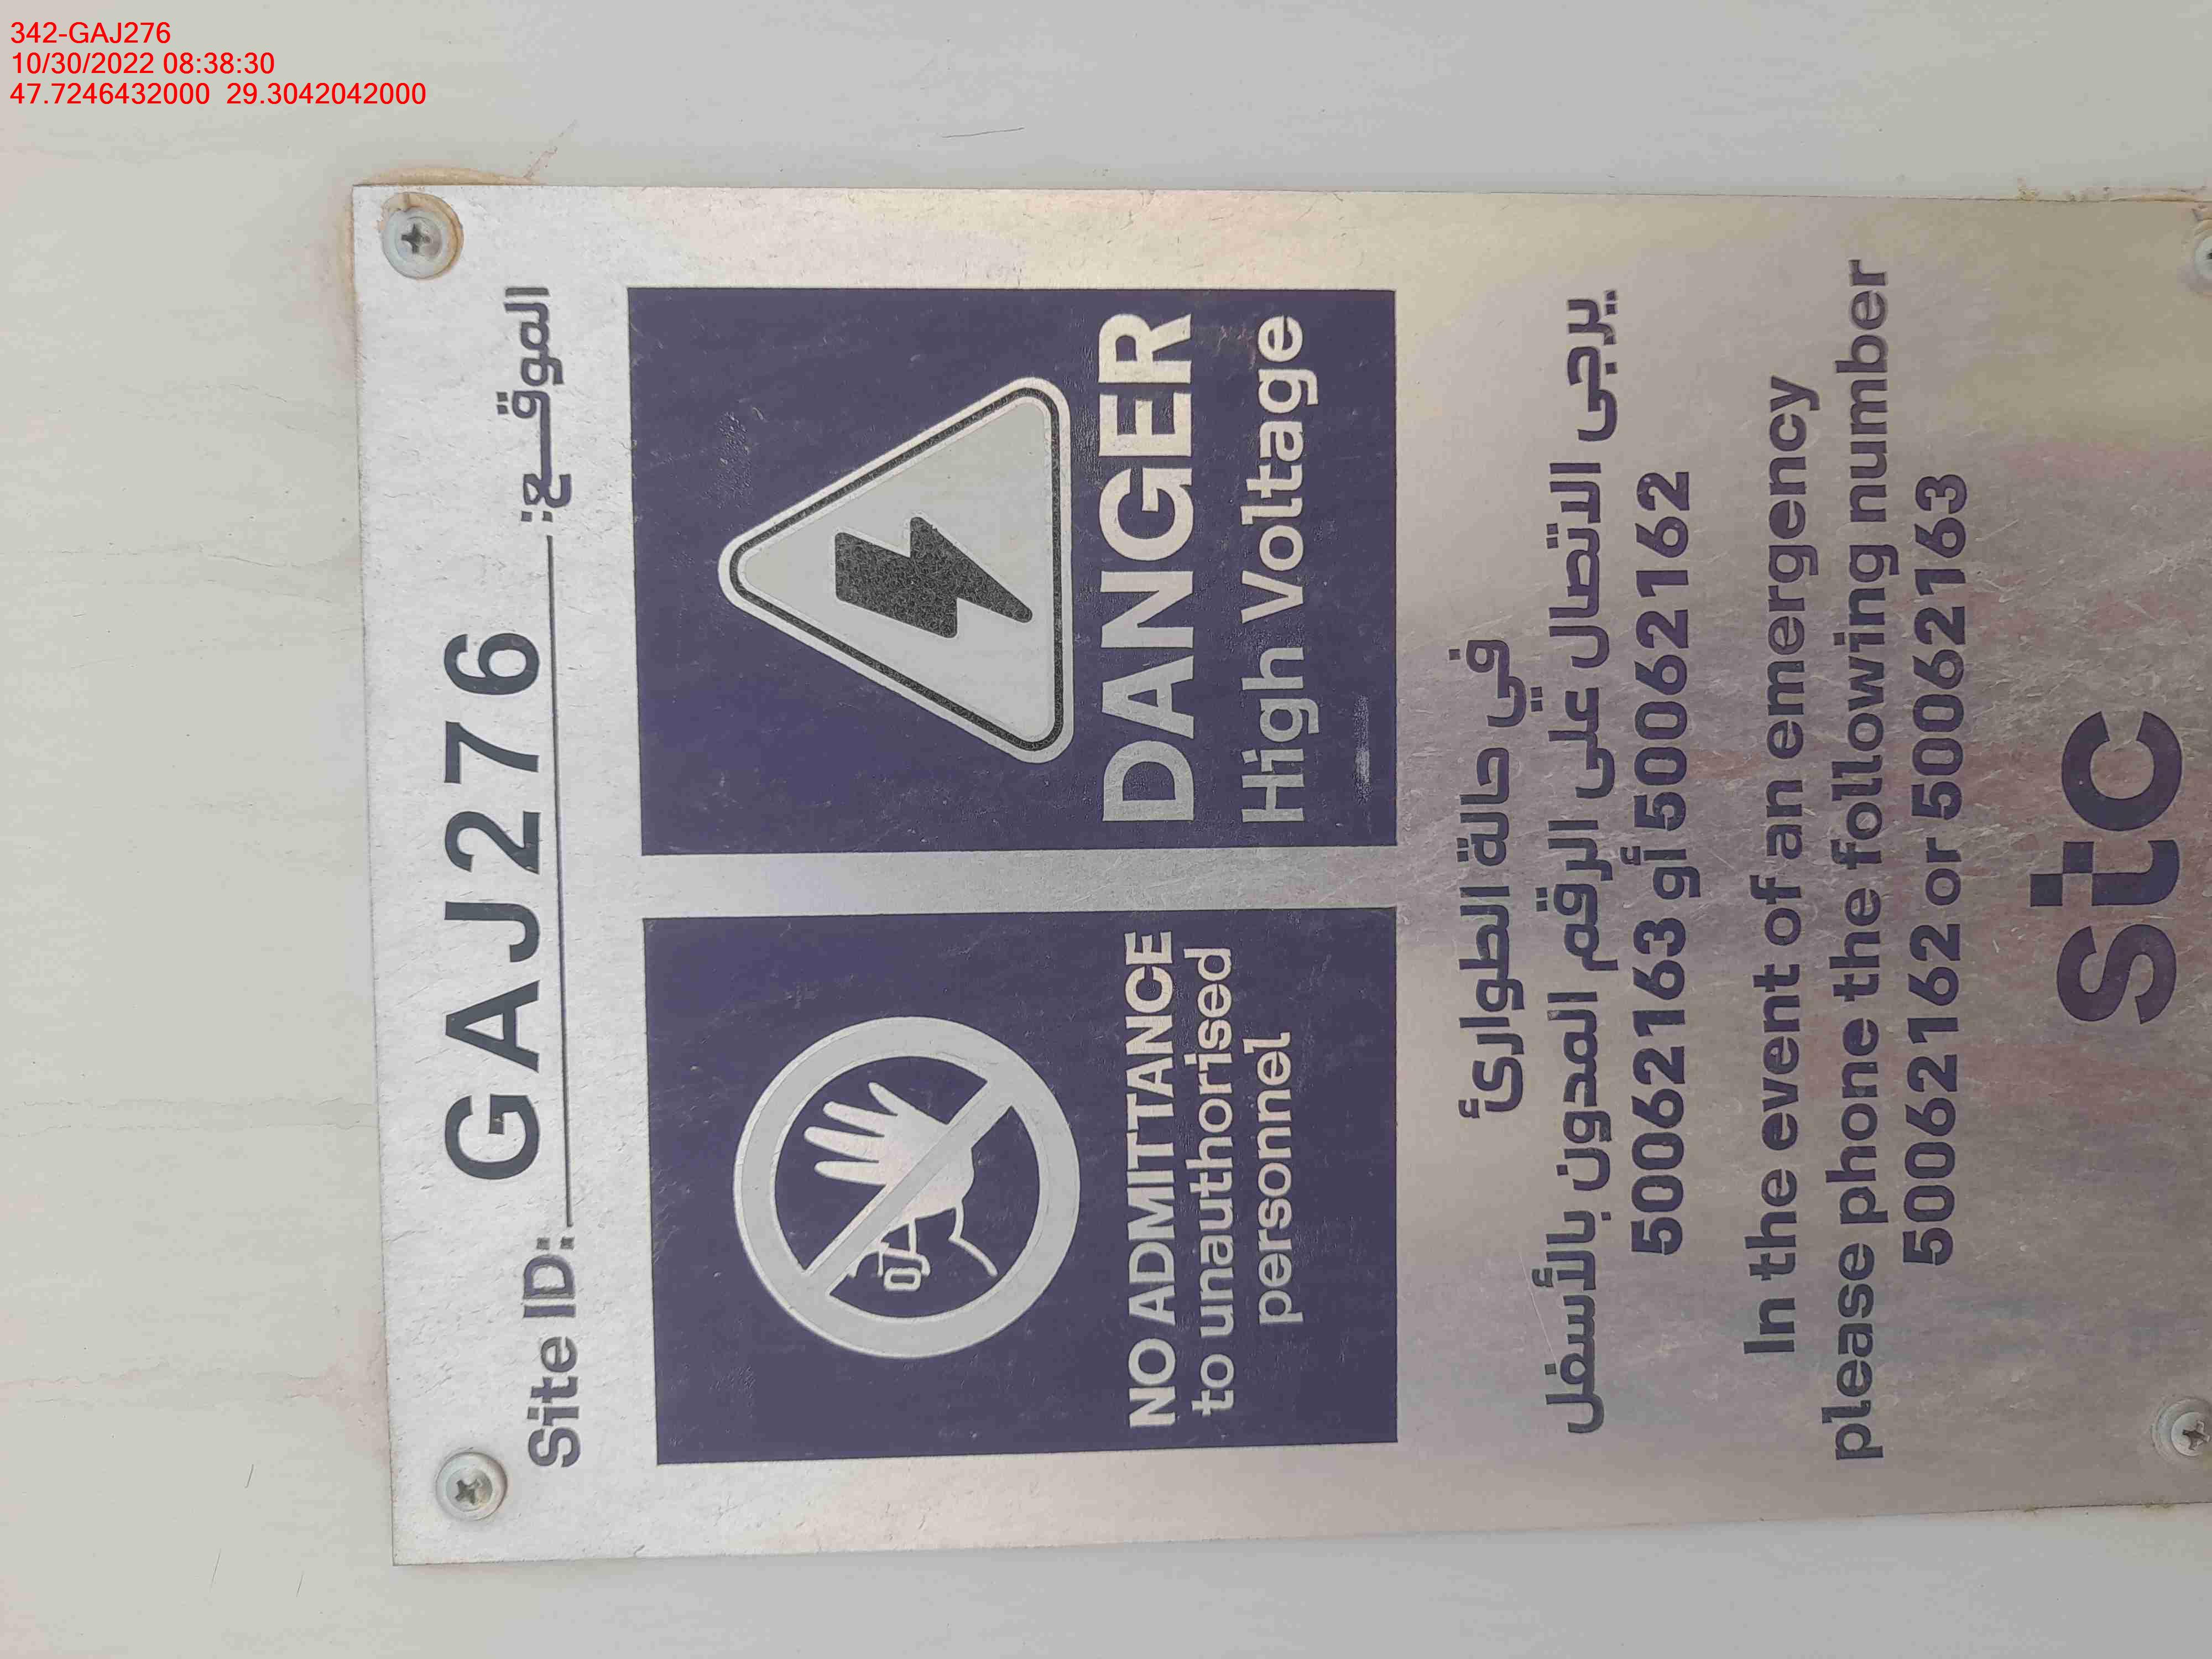 342-GAJ276
10/30/2022 08:38:30
47.7246432000 29.3042042000
Site ID: GAJ276 الموقع:
NO ADMITTANCE
to unauthorised
personnel
DANGER
High Voltage
في حالة الطوارئ
يرجى الاتصال على الرقم المدون بالأسفل
50062163 أو 50062162
In the event of an emergency
please phone the following number
50062162 or 50062163
stc